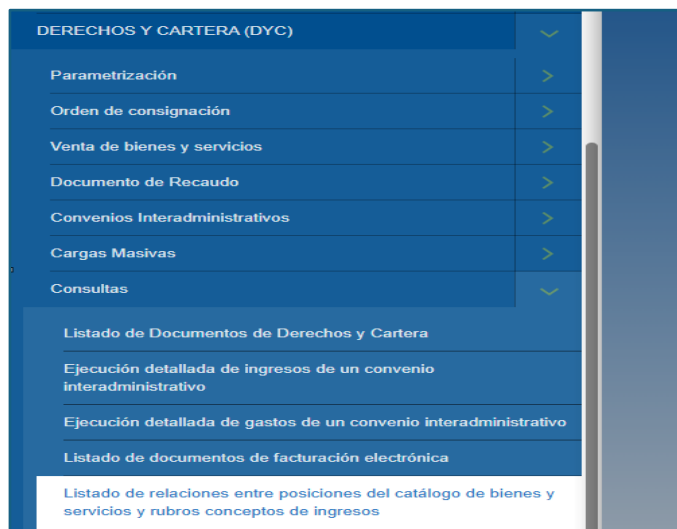 DERECHOS Y CARTERA (DYC)
Parametrización
Orden de consignación
Venta de bienes y servicios
Documento de Recaudo
Convenios Interadministrativos
Cargas Masivas
Consultas
Listado de Documentos de Derechos y Cartera
Ejecución detallada de ingresos de un convenio
interadministrativo
Ejecución detallada de gastos de un convenio interadministrativo
Listado de documentos de facturación electrónica
Listado de relaciones entre posiciones del catálogo de bienes y
servicios y rubros conceptos de ingresos